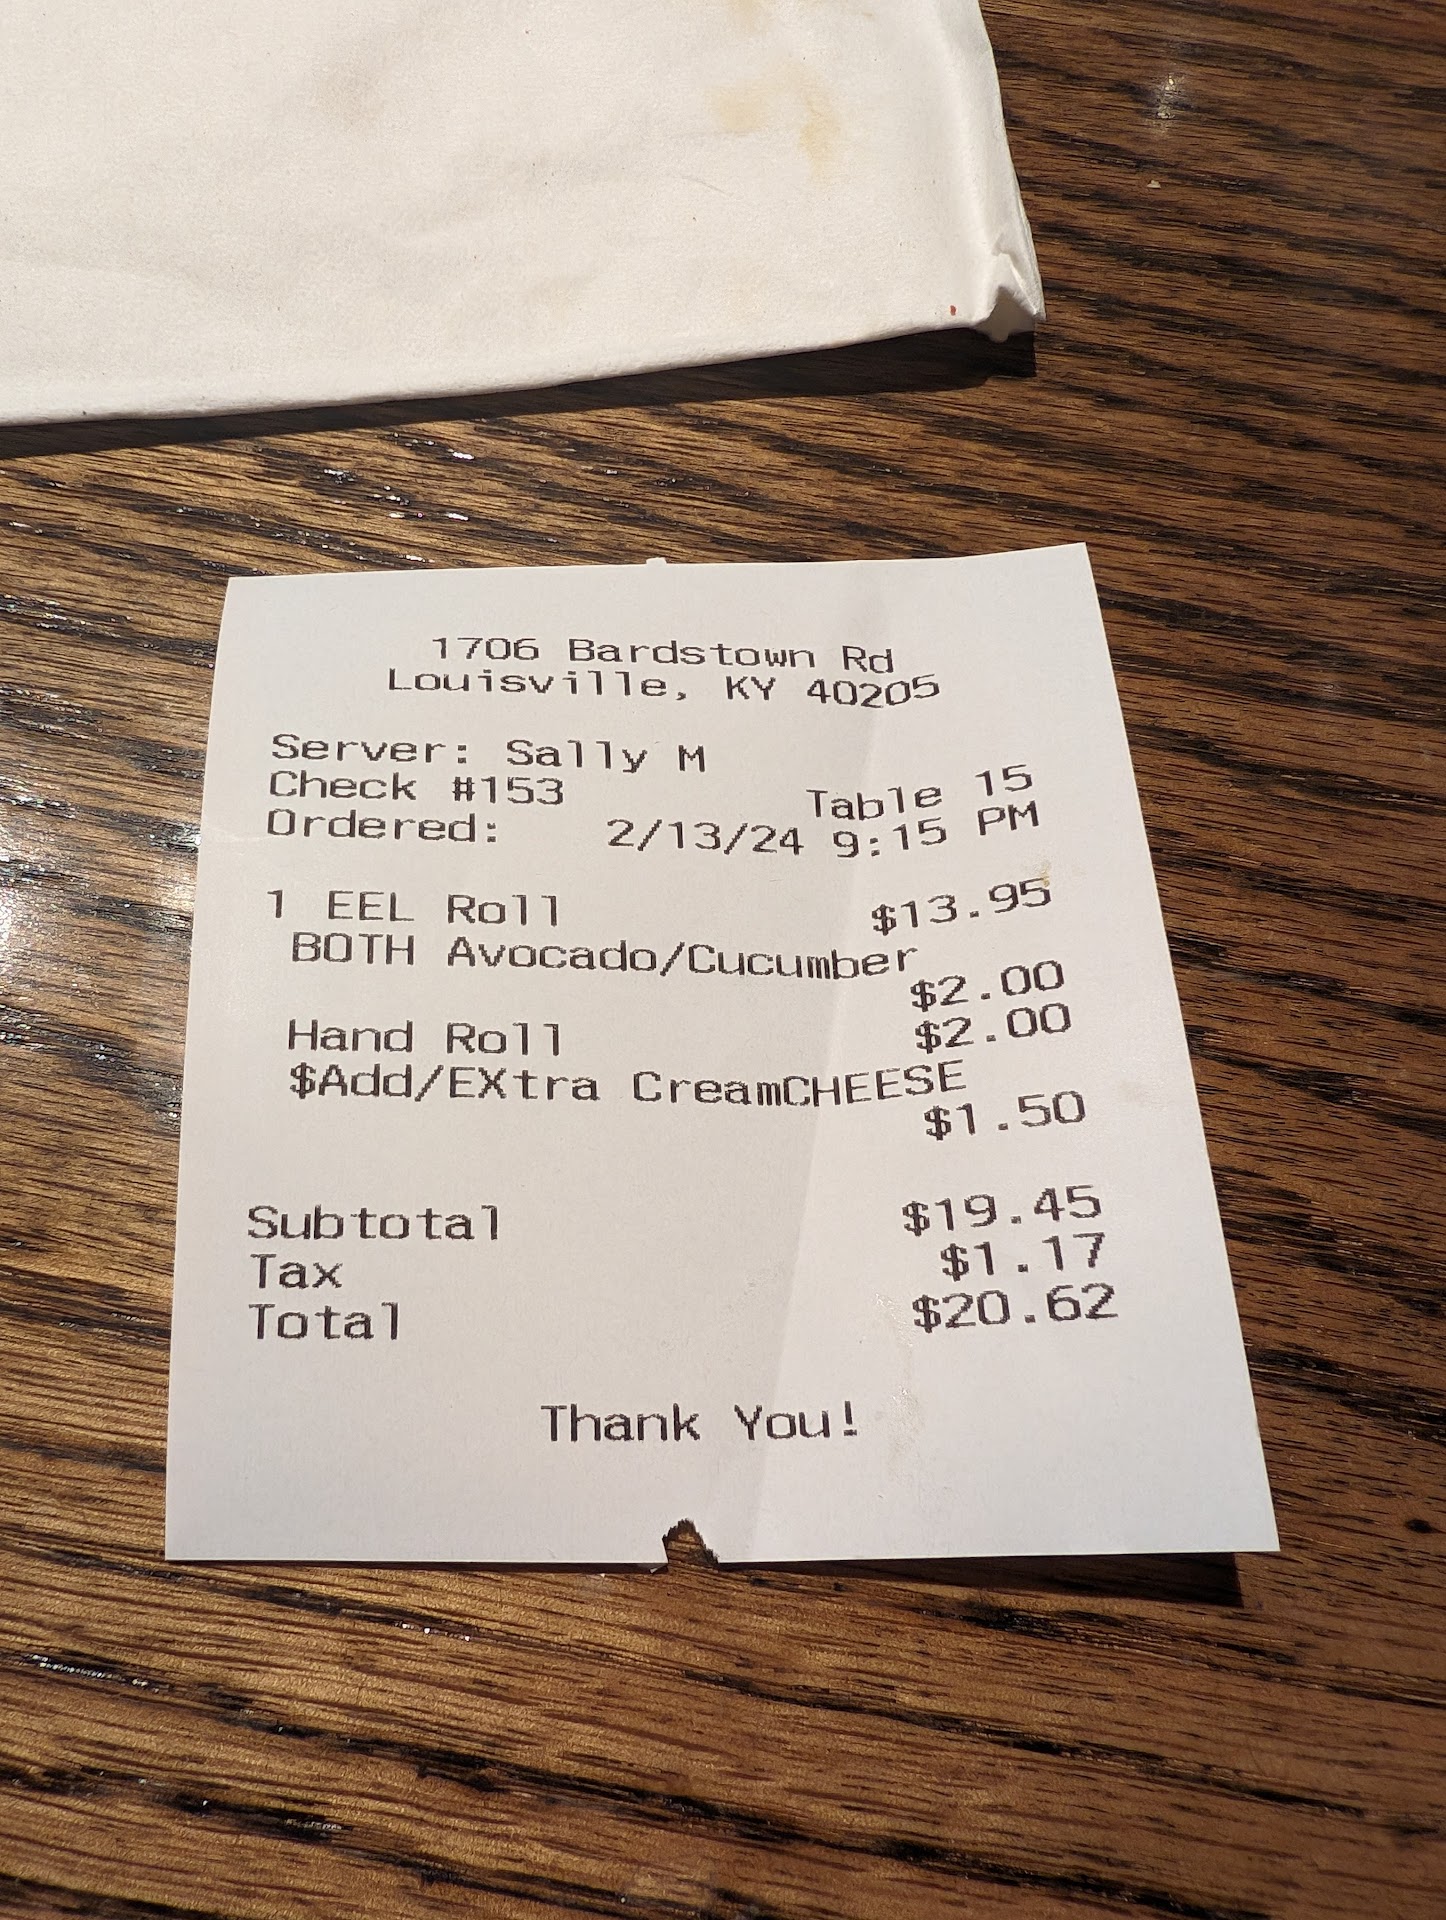 1706 Bardstown Rd
Louisville, KY 40205
Server: Sally M
Check #153 Table 15
Ordered: 2/13/24 9:15 PM
1 EEL Roll $13.95
BOTH Avocado/Cucumber
$2.00
Hand Roll $2.00
$Add/EXtra CreamCHEESE
$1.50
Subtotal $19.45
Tax $1.17
Total $20.62
Thank You!